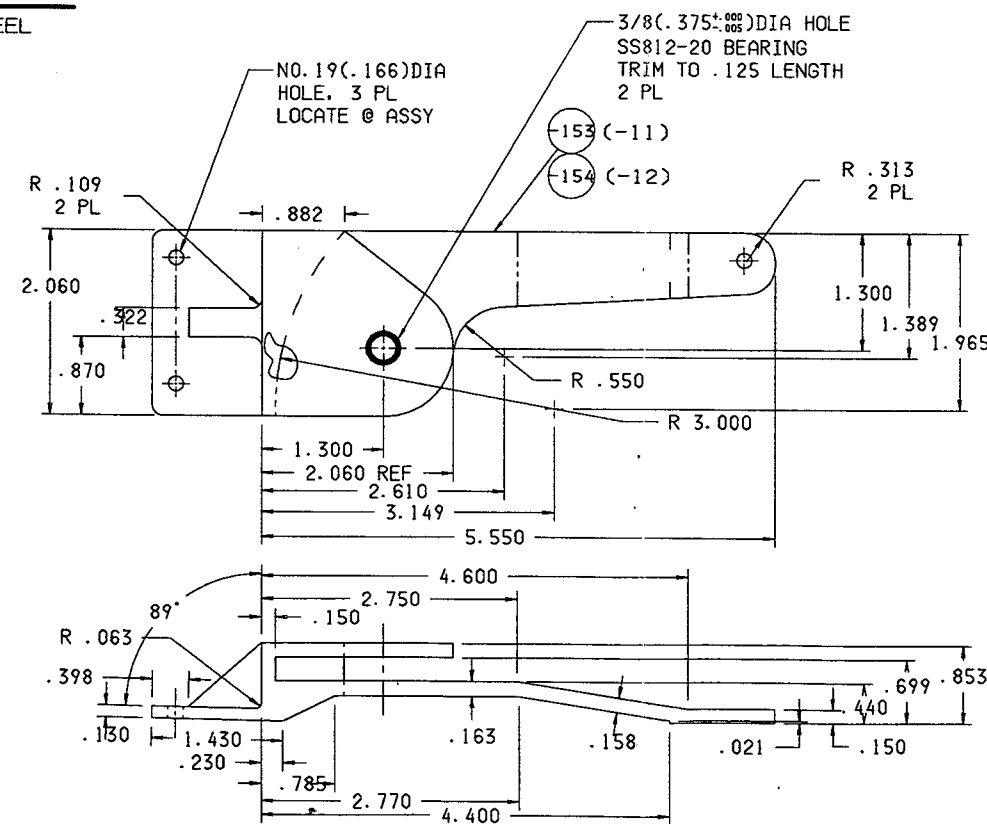 EEL
3/8(.375+.000 -.005)DIA HOLE
SS812-20 BEARING
TRIM TO .125 LENGTH
2 PL
NO.19(.166)DIA
HOLE, 3 PL
LOCATE @ ASSY
-153 (-11)
-154 (-12)
R .109
2 PL
R .313
2 PL
.882
2.060
.322
.870
1.300
1.389
1.965
R .550
R 3.000
1.300
2.060 REF
2.610
3.149
5.550
4.600
2.750
.150
89°
R .063
.398
.853
.699
.440
.130
1.430
.163
.158
.021
.150
.230
.785
2.770
4.400